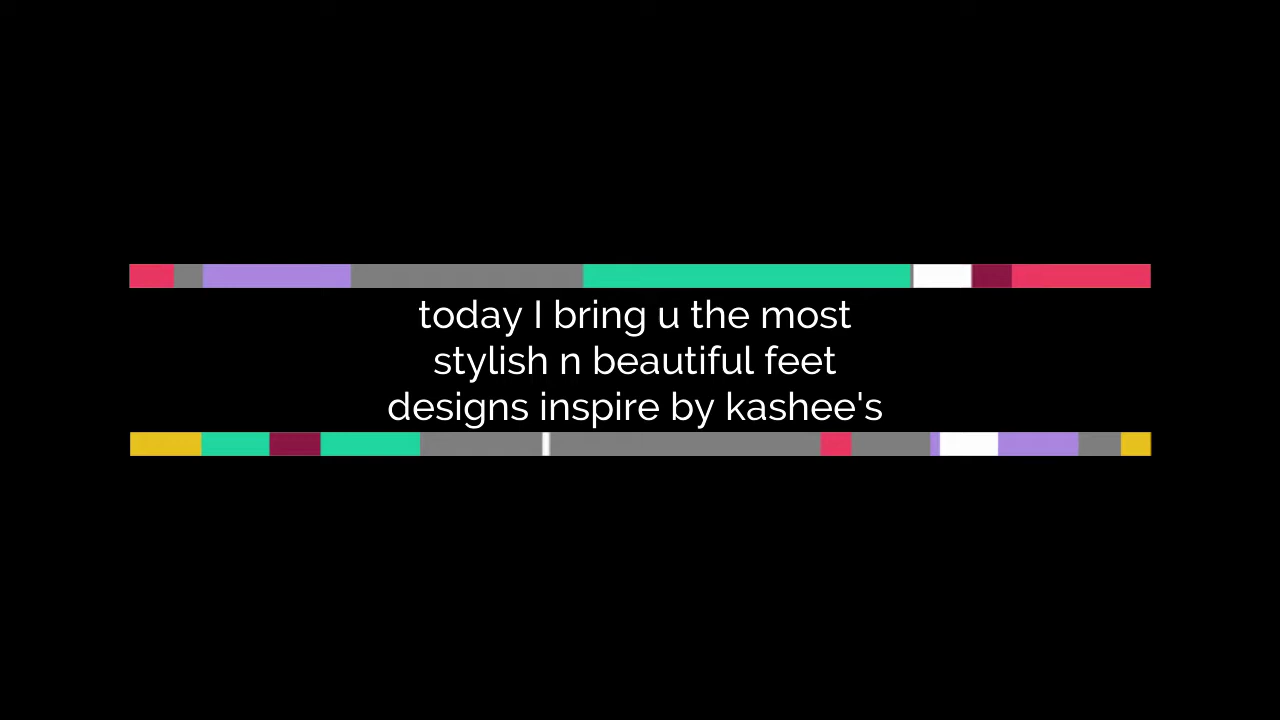 today I bring u the most
stylish n beautiful feet
designs inspire by kashee's